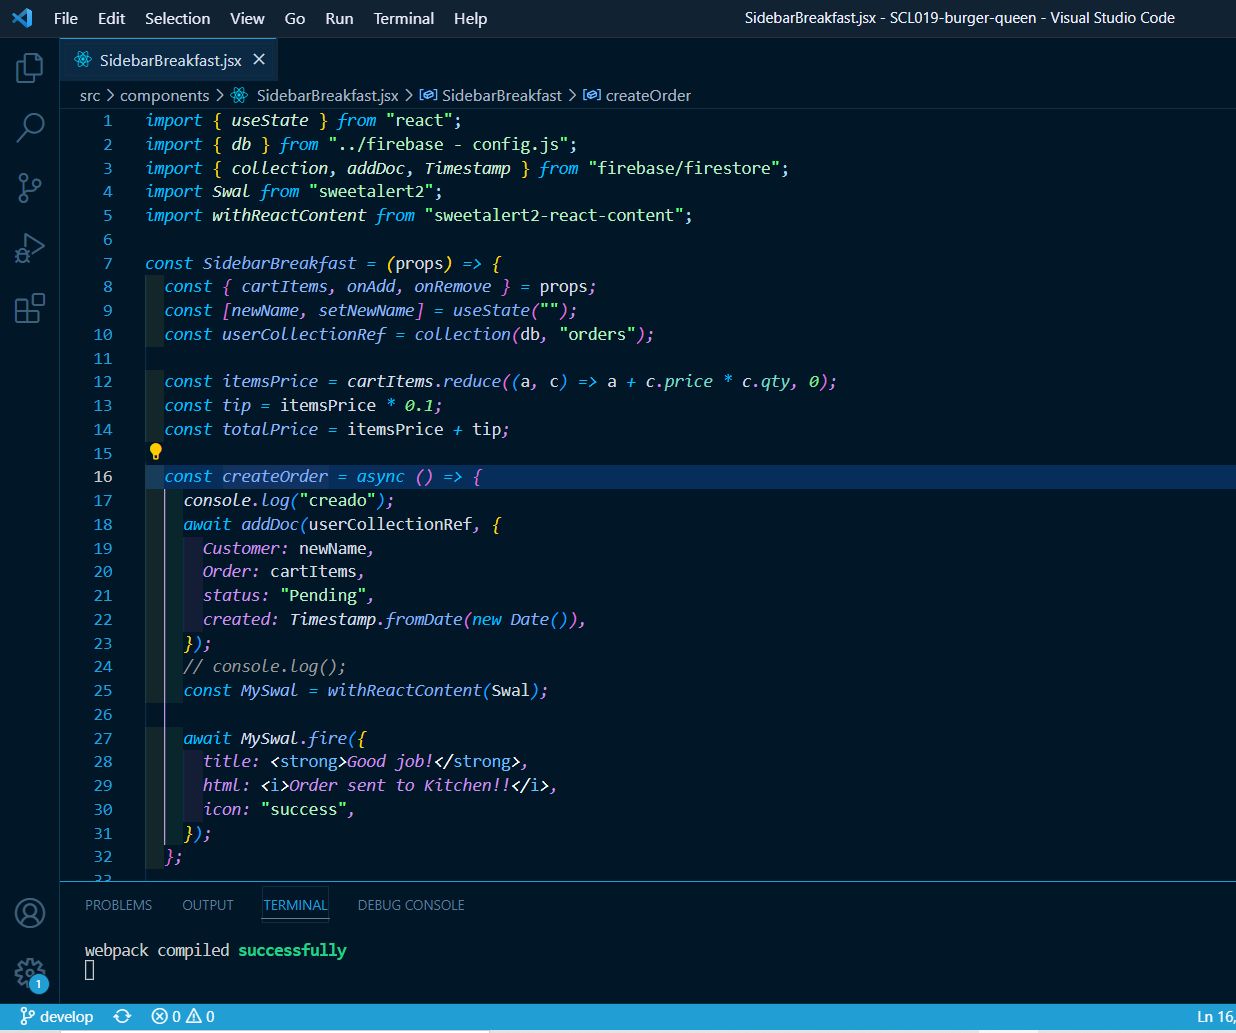 File Edit Selection View Go Run Terminal Help SidebarBreakfast.jsx - SCL019-burger-queen - Visual Studio Code
SidebarBreakfast.jsx ×
src > components > SidebarBreakfast.jsx > SidebarBreakfast > createOrder
1 import { useState } from "react";
2 import { db } from "../firebase - config.js";
3 import { collection, addDoc, Timestamp } from "firebase/firestore";
4 import Swal from "sweetalert2";
5 import withReactContent from "sweetalert2-react-content";
6
7 const SidebarBreakfast = (props) => {
8 const { cartItems, onAdd, onRemove } = props;
9 const [newName, setNewName] = useState("");
10 const userCollectionRef = collection(db, "orders");
11
12 const itemsPrice = cartItems.reduce((a, c) => a + c.price * c.qty, 0);
13 const tip = itemsPrice * 0.1;
14 const totalPrice = itemsPrice + tip;
15
16 const createOrder = async () => {
17 console.log("creado");
18 await addDoc(userCollectionRef, {
19 Customer: newName,
20 Order: cartItems,
21 status: "Pending",
22 created: Timestamp.fromDate(new Date()),
23 });
24 // console.log();
25 const MySwal = withReactContent(Swal);
26
27 await MySwal.fire({
28 title: <strong>Good job!</strong>,
29 html: <i>Order sent to Kitchen!!</i>,
30 icon: "success",
31 });
32 };
33
PROBLEMS OUTPUT TERMINAL DEBUG CONSOLE
webpack compiled successfully
1
develop 0 0 Ln 16,